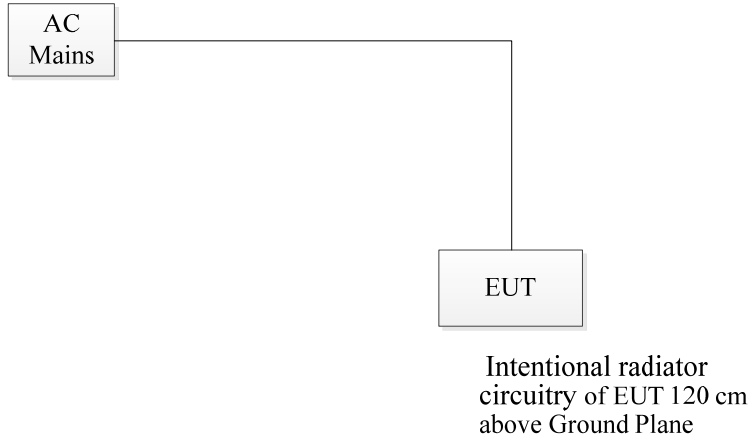 AC
Mains
EUT
Intentional radiator
circuitry of EUT 120 cm
above Ground Plane